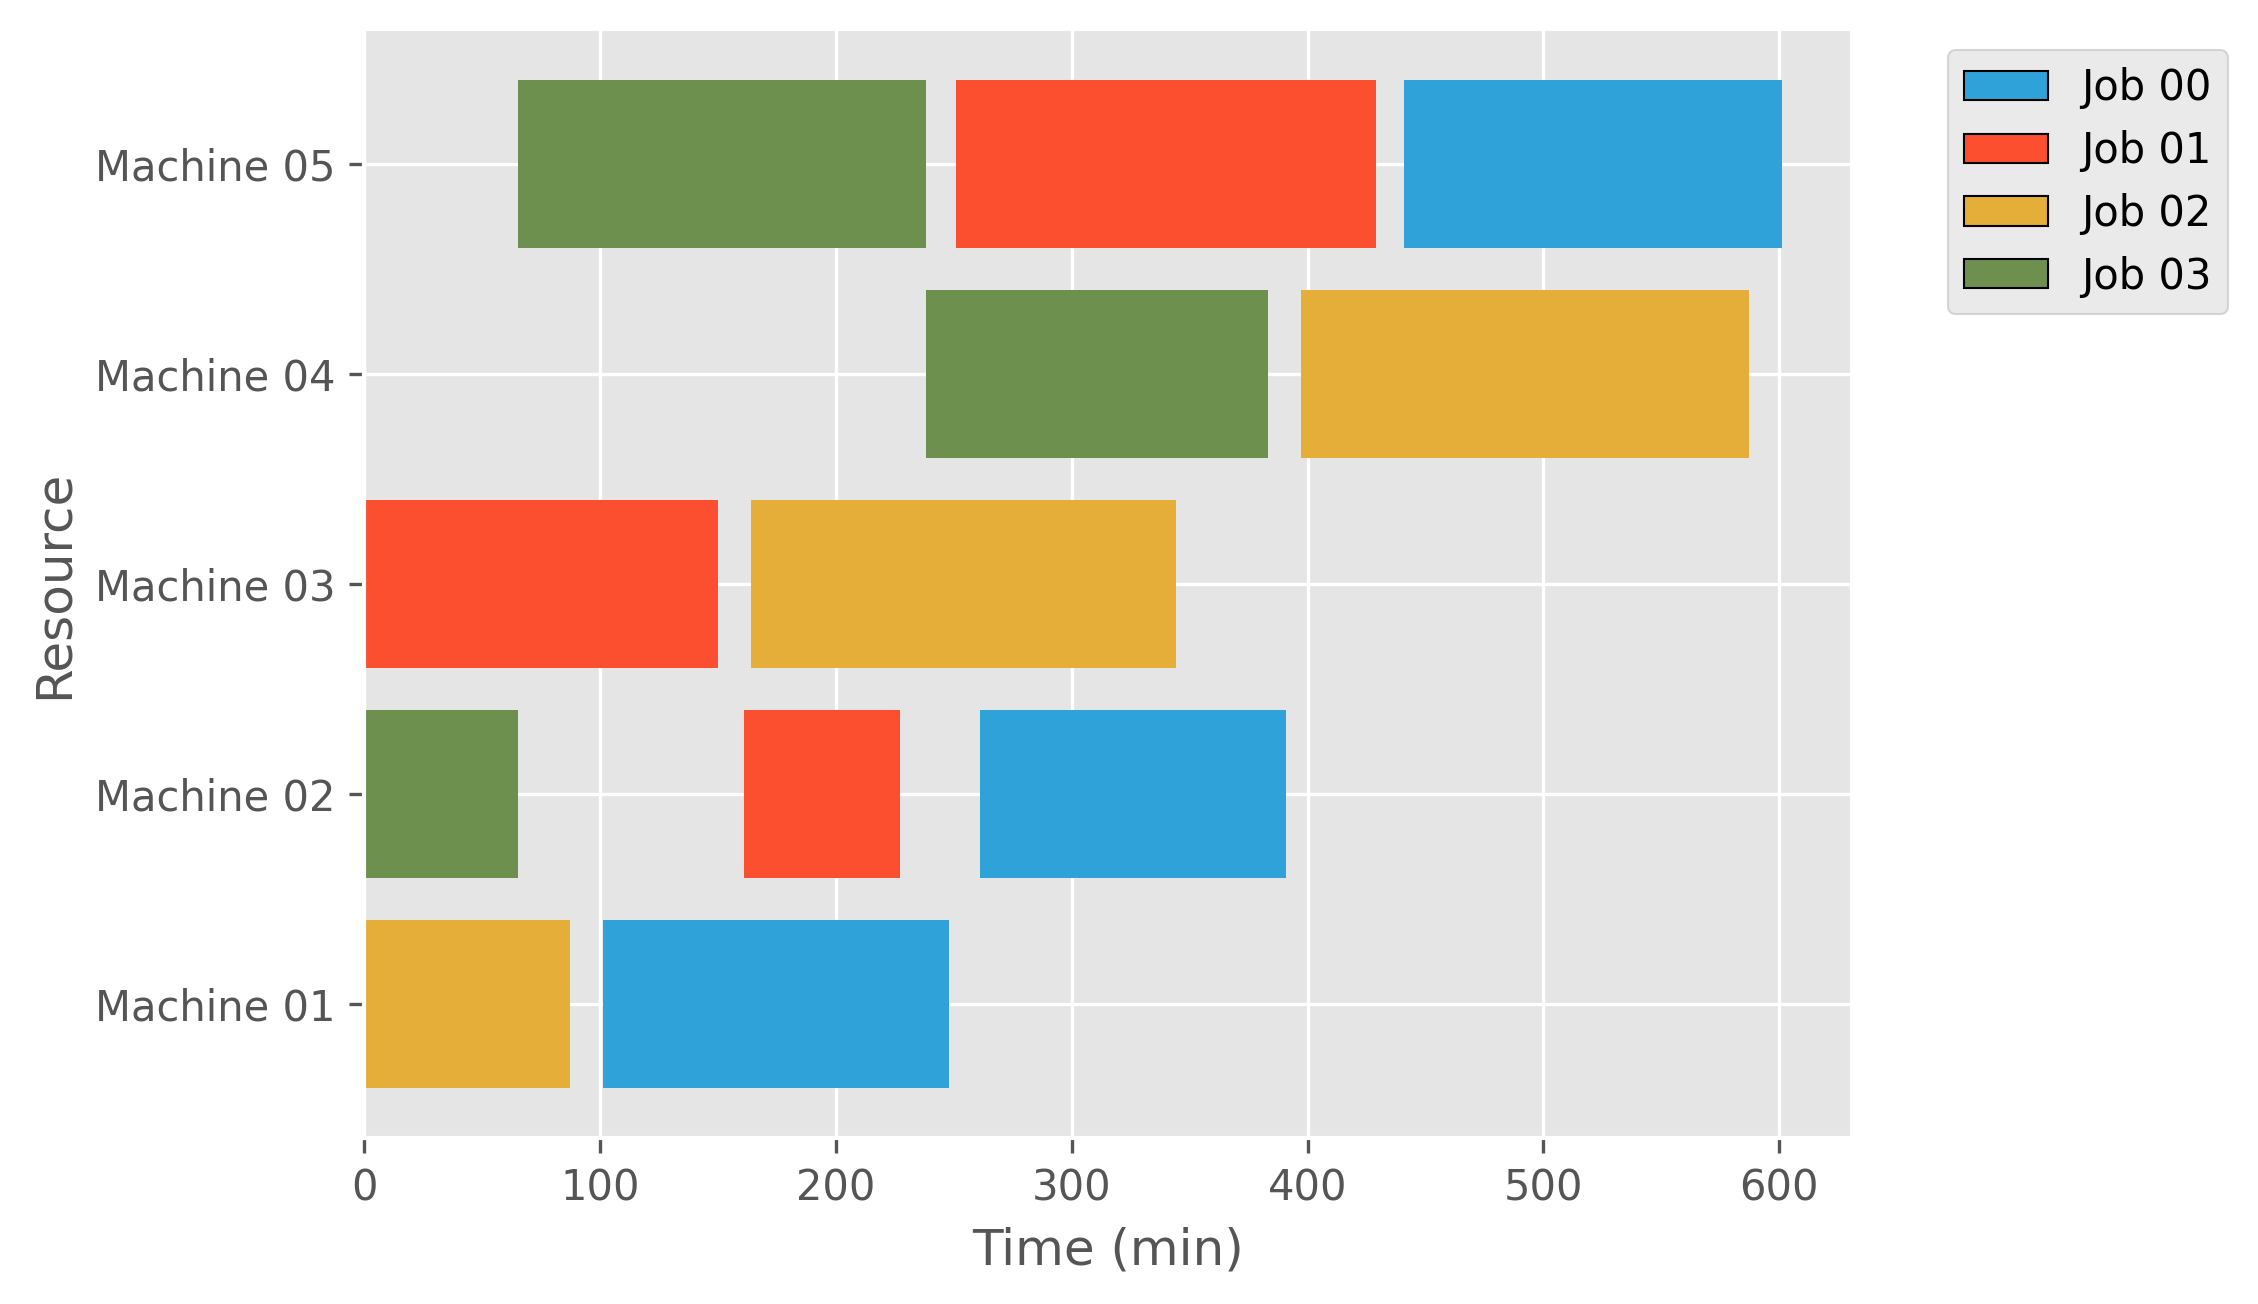 Machine 05
Machine 04
Machine 03
Machine 02
Machine 01
Resource
0 100 200 300 400 500 600
Time (min)
Job 00
Job 01
Job 02
Job 03